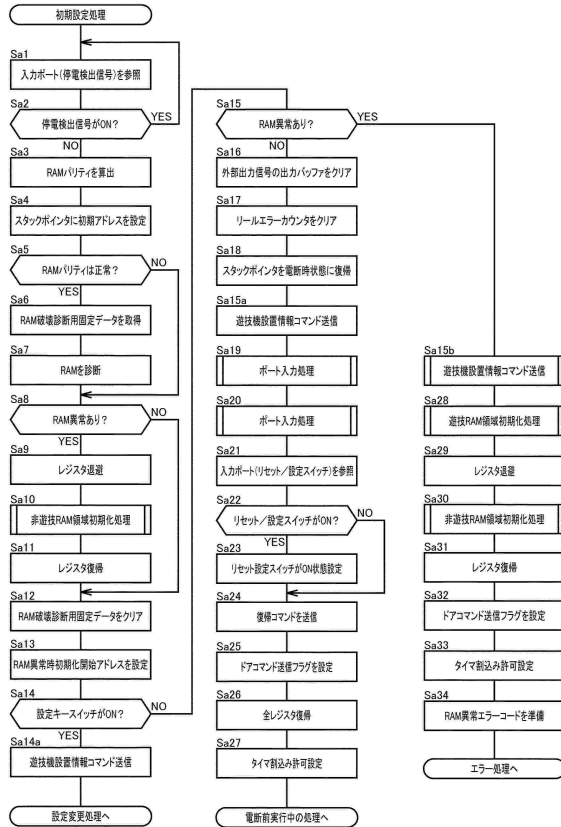 初期設定処理
Sa1
入力ポート(停電検出信号)を参照
Sa2
停電検出信号がON?
YES
NO
Sa3
RAMパリティを算出
Sa4
スタックポインタに初期アドレスを設定
Sa5
RAMパリティは正常?
NO
YES
Sa6
RAM破壊診断用固定データを取得
Sa7
RAMを診断
Sa8
RAM異常あり?
NO
YES
Sa9
レジスタ退避
Sa10
非遊技RAM領域初期化処理
Sa11
レジスタ復帰
Sa12
RAM破壊診断用固定データをクリア
Sa13
RAM異常時初期化開始アドレスを設定
Sa14
設定キースイッチがON?
NO
YES
Sa14a
遊技機設置情報コマンド送信
設定変更処理へ
Sa15
RAM異常あり?
YES
NO
Sa16
外部出力信号の出力バッファをクリア
Sa17
リールエラーカウンタをクリア
Sa18
スタックポインタを電断時状態に復帰
Sa15a
遊技機設置情報コマンド送信
Sa19
ポート入力処理
Sa20
ポート入力処理
Sa21
入力ポート(リセット/設定スイッチ)を参照
Sa22
リセット/設定スイッチがON?
NO
YES
Sa23
リセット設定スイッチがON状態設定
Sa24
復帰コマンドを送信
Sa25
ドアコマンド送信フラグを設定
Sa26
全レジスタ復帰
Sa27
タイマ割込み許可設定
電断前実行中の処理へ
Sa15b
遊技機設置情報コマンド送信
Sa28
遊技RAM領域初期化処理
Sa29
レジスタ退避
Sa30
非遊技RAM領域初期化処理
Sa31
レジスタ復帰
Sa32
ドアコマンド送信フラグを設定
Sa33
タイマ割込み許可設定
Sa34
RAM異常エラーコードを準備
エラー処理へ